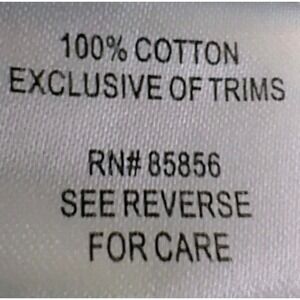 100% COTTON
EXCLUSIVE OF TRIMS
RN# 85856
SEE REVERSE
FOR CARE